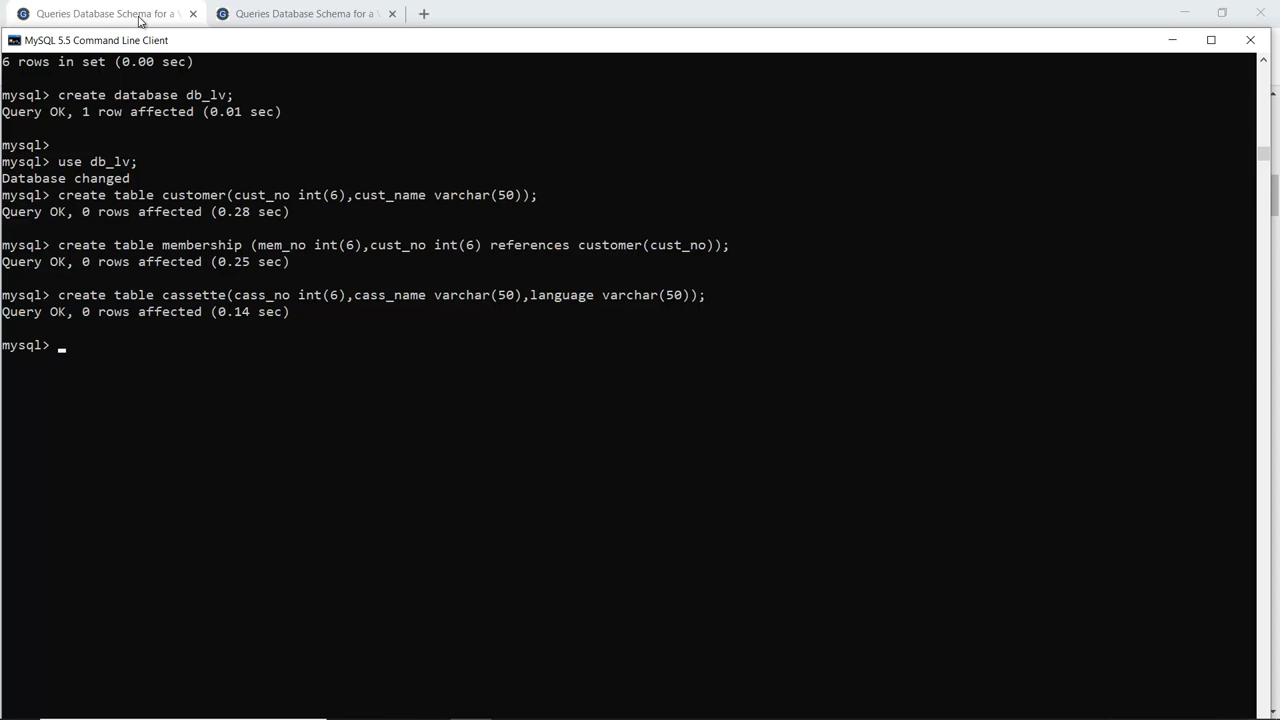 Queries Database Schema for a
Queries Database Schema for a
MySQL 5.5 Command Line Client
6 rows in set (0.00 sec)
mysql> create database db_lv;
Query OK, 1 row affected (0.01 sec)
mysql>
mysql> use db_lv;
Database changed
mysql> create table customer(cust_no int(6),cust_name varchar(50));
Query OK, 0 rows affected (0.28 sec)
mysql> create table membership (mem_no int(6),cust_no int(6) references customer(cust_no));
Query OK, 0 rows affected (0.25 sec)
mysql> create table cassette(cass_no int(6),cass_name varchar(50),language varchar(50));
Query OK, 0 rows affected (0.14 sec)
mysql>